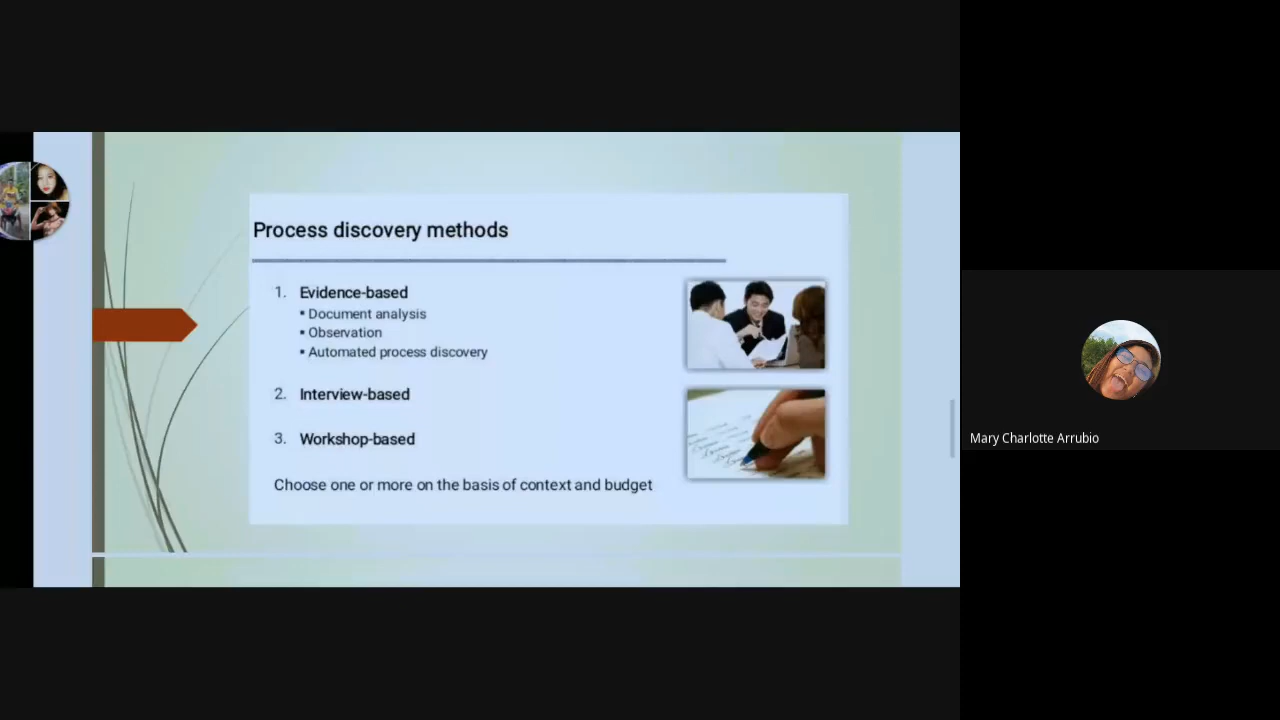 Process discovery methods
1. Evidence-based
▪ Document analysis
▪ Observation
▪ Automated process discovery
2. Interview-based
3. Workshop-based
Choose one or more on the basis of context and budget
Mary Charlotte Arrubio